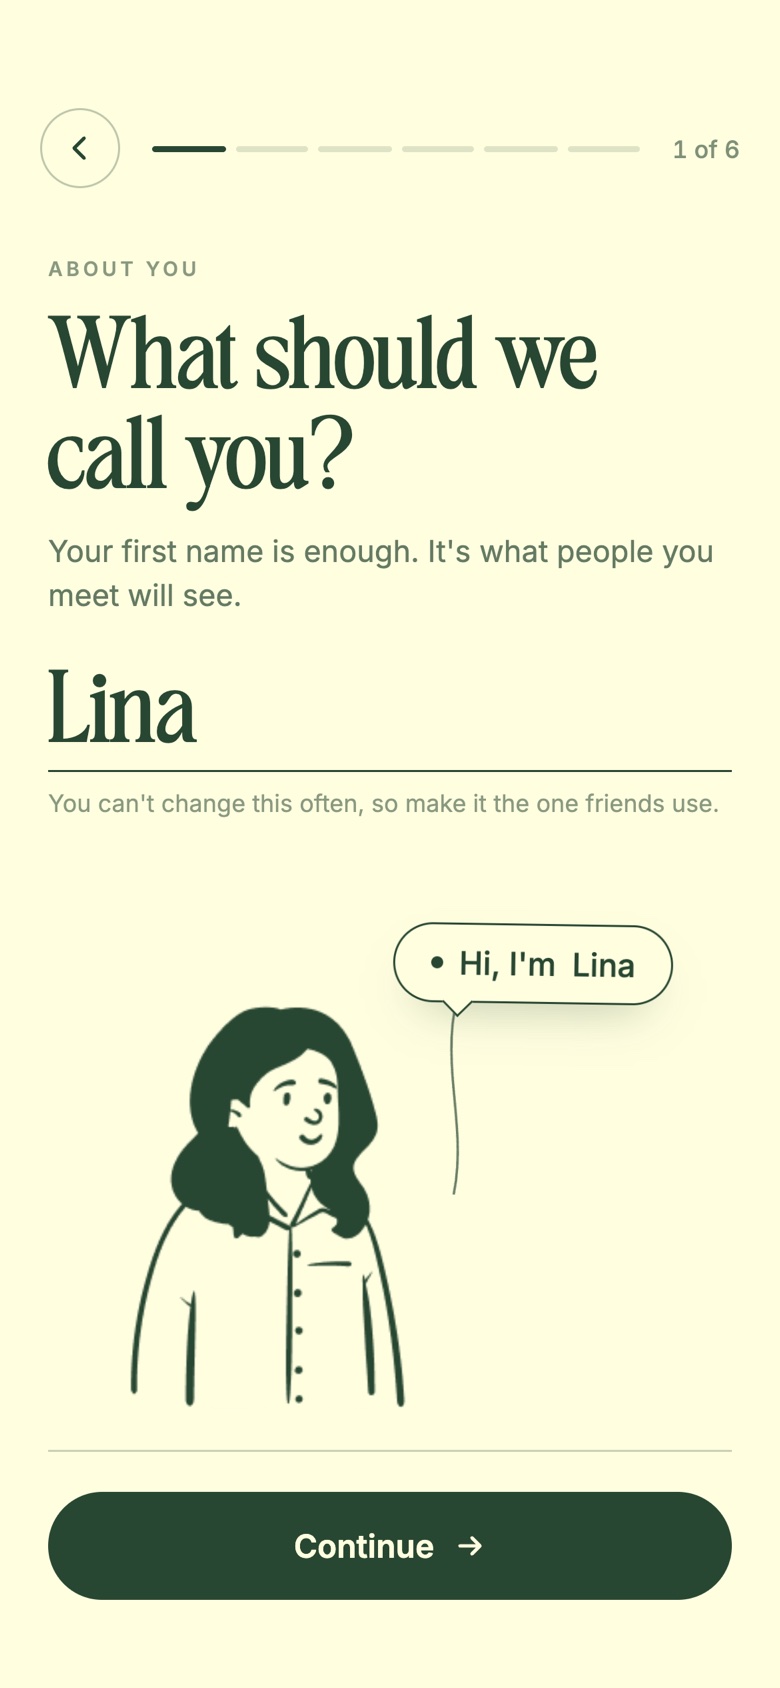 1 of 6
ABOUT YOU
What should we
call you?
Your first name is enough. It's what people you
meet will see.
Lina
You can't change this often, so make it the one friends use.
Hi, I'm Lina
Continue